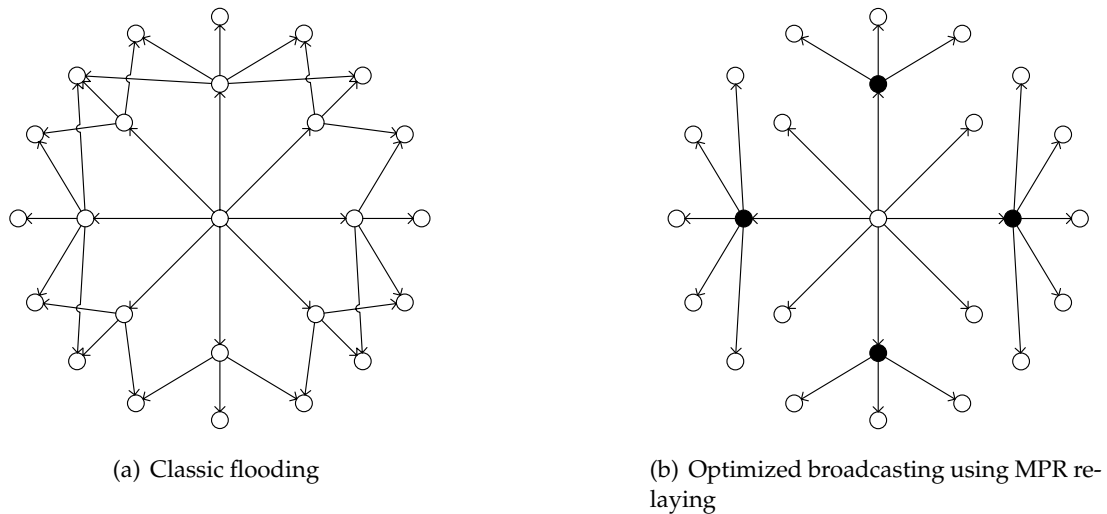 (a) Classic flooding
(b) Optimized broadcasting using MPR re-
laying